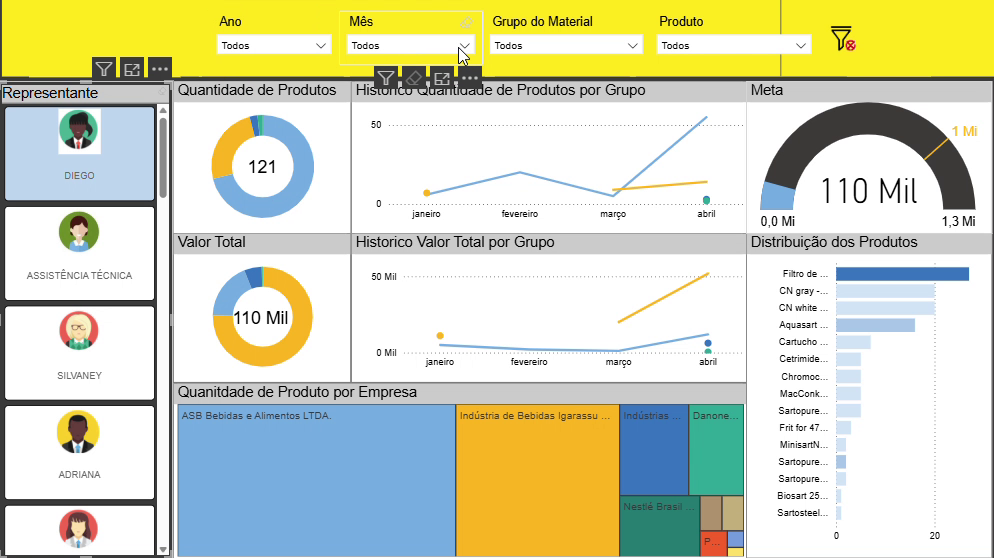 Ano
Mês
Grupo do Material
Produto
Todos
Todos
Todos
Todos
Representante
DIEGO
ASSISTÊNCIA TÉCNICA
SILVANEY
ADRIANA
Quantidade de Produtos
121
Historico Quantidade de Produtos por Grupo
50
0
janeiro
fevereiro
março
abril
Meta
1 Mi
110 Mil
0,0 Mi
1,3 Mi
Valor Total
110 Mil
Historico Valor Total por Grupo
50 Mil
0 Mil
janeiro
fevereiro
março
abril
Distribuição dos Produtos
Filtro de ...
CN gray -...
CN white ...
Aquasart ...
Cartucho ...
Cetrimide...
Chromoc...
MacConk...
Sartopure...
Frit for 47...
MinisartN...
Sartopure...
Sartopure...
Biosart 25...
Sartosteel...
0
20
Quanitdade de Produto por Empresa
ASB Bebidas e Alimentos LTDA.
Indústria de Bebidas Igarassu ...
Indústrias ...
Danone...
Nestlé Brasil ...
P...